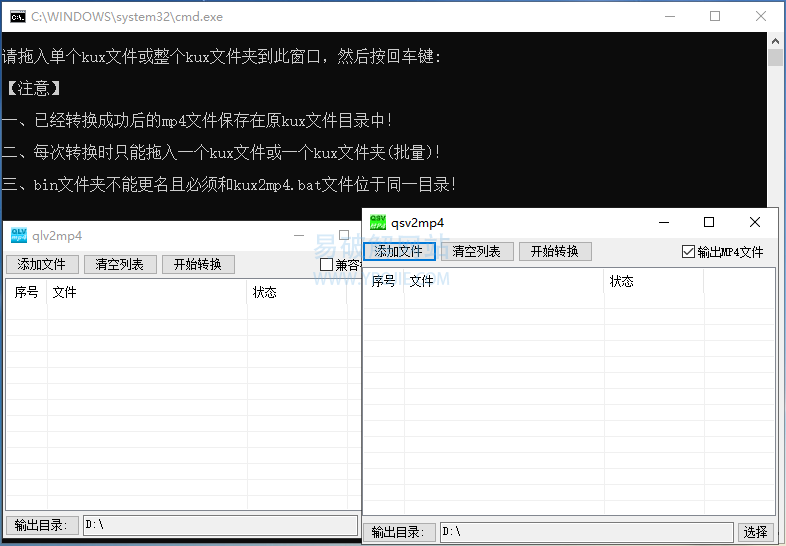 C:\WINDOWS\system32\cmd.exe
请拖入单个kux文件或整个kux文件夹到此窗口，然后按回车键:
【注意】
一、已经转换成功后的mp4文件保存在原kux文件目录中!
二、每次转换时只能拖入一个kux文件或一个kux文件夹(批量)!
三、bin文件夹不能更名且必须和kux2mp4.bat文件位于同一目录!
qlv2mp4
添加文件 清空列表 开始转换 兼容
序号 文件 状态
输出目录: D:\
qsv2mp4
添加文件 清空列表 开始转换 输出MP4文件
序号 文件 状态
输出目录: D:\ 选择